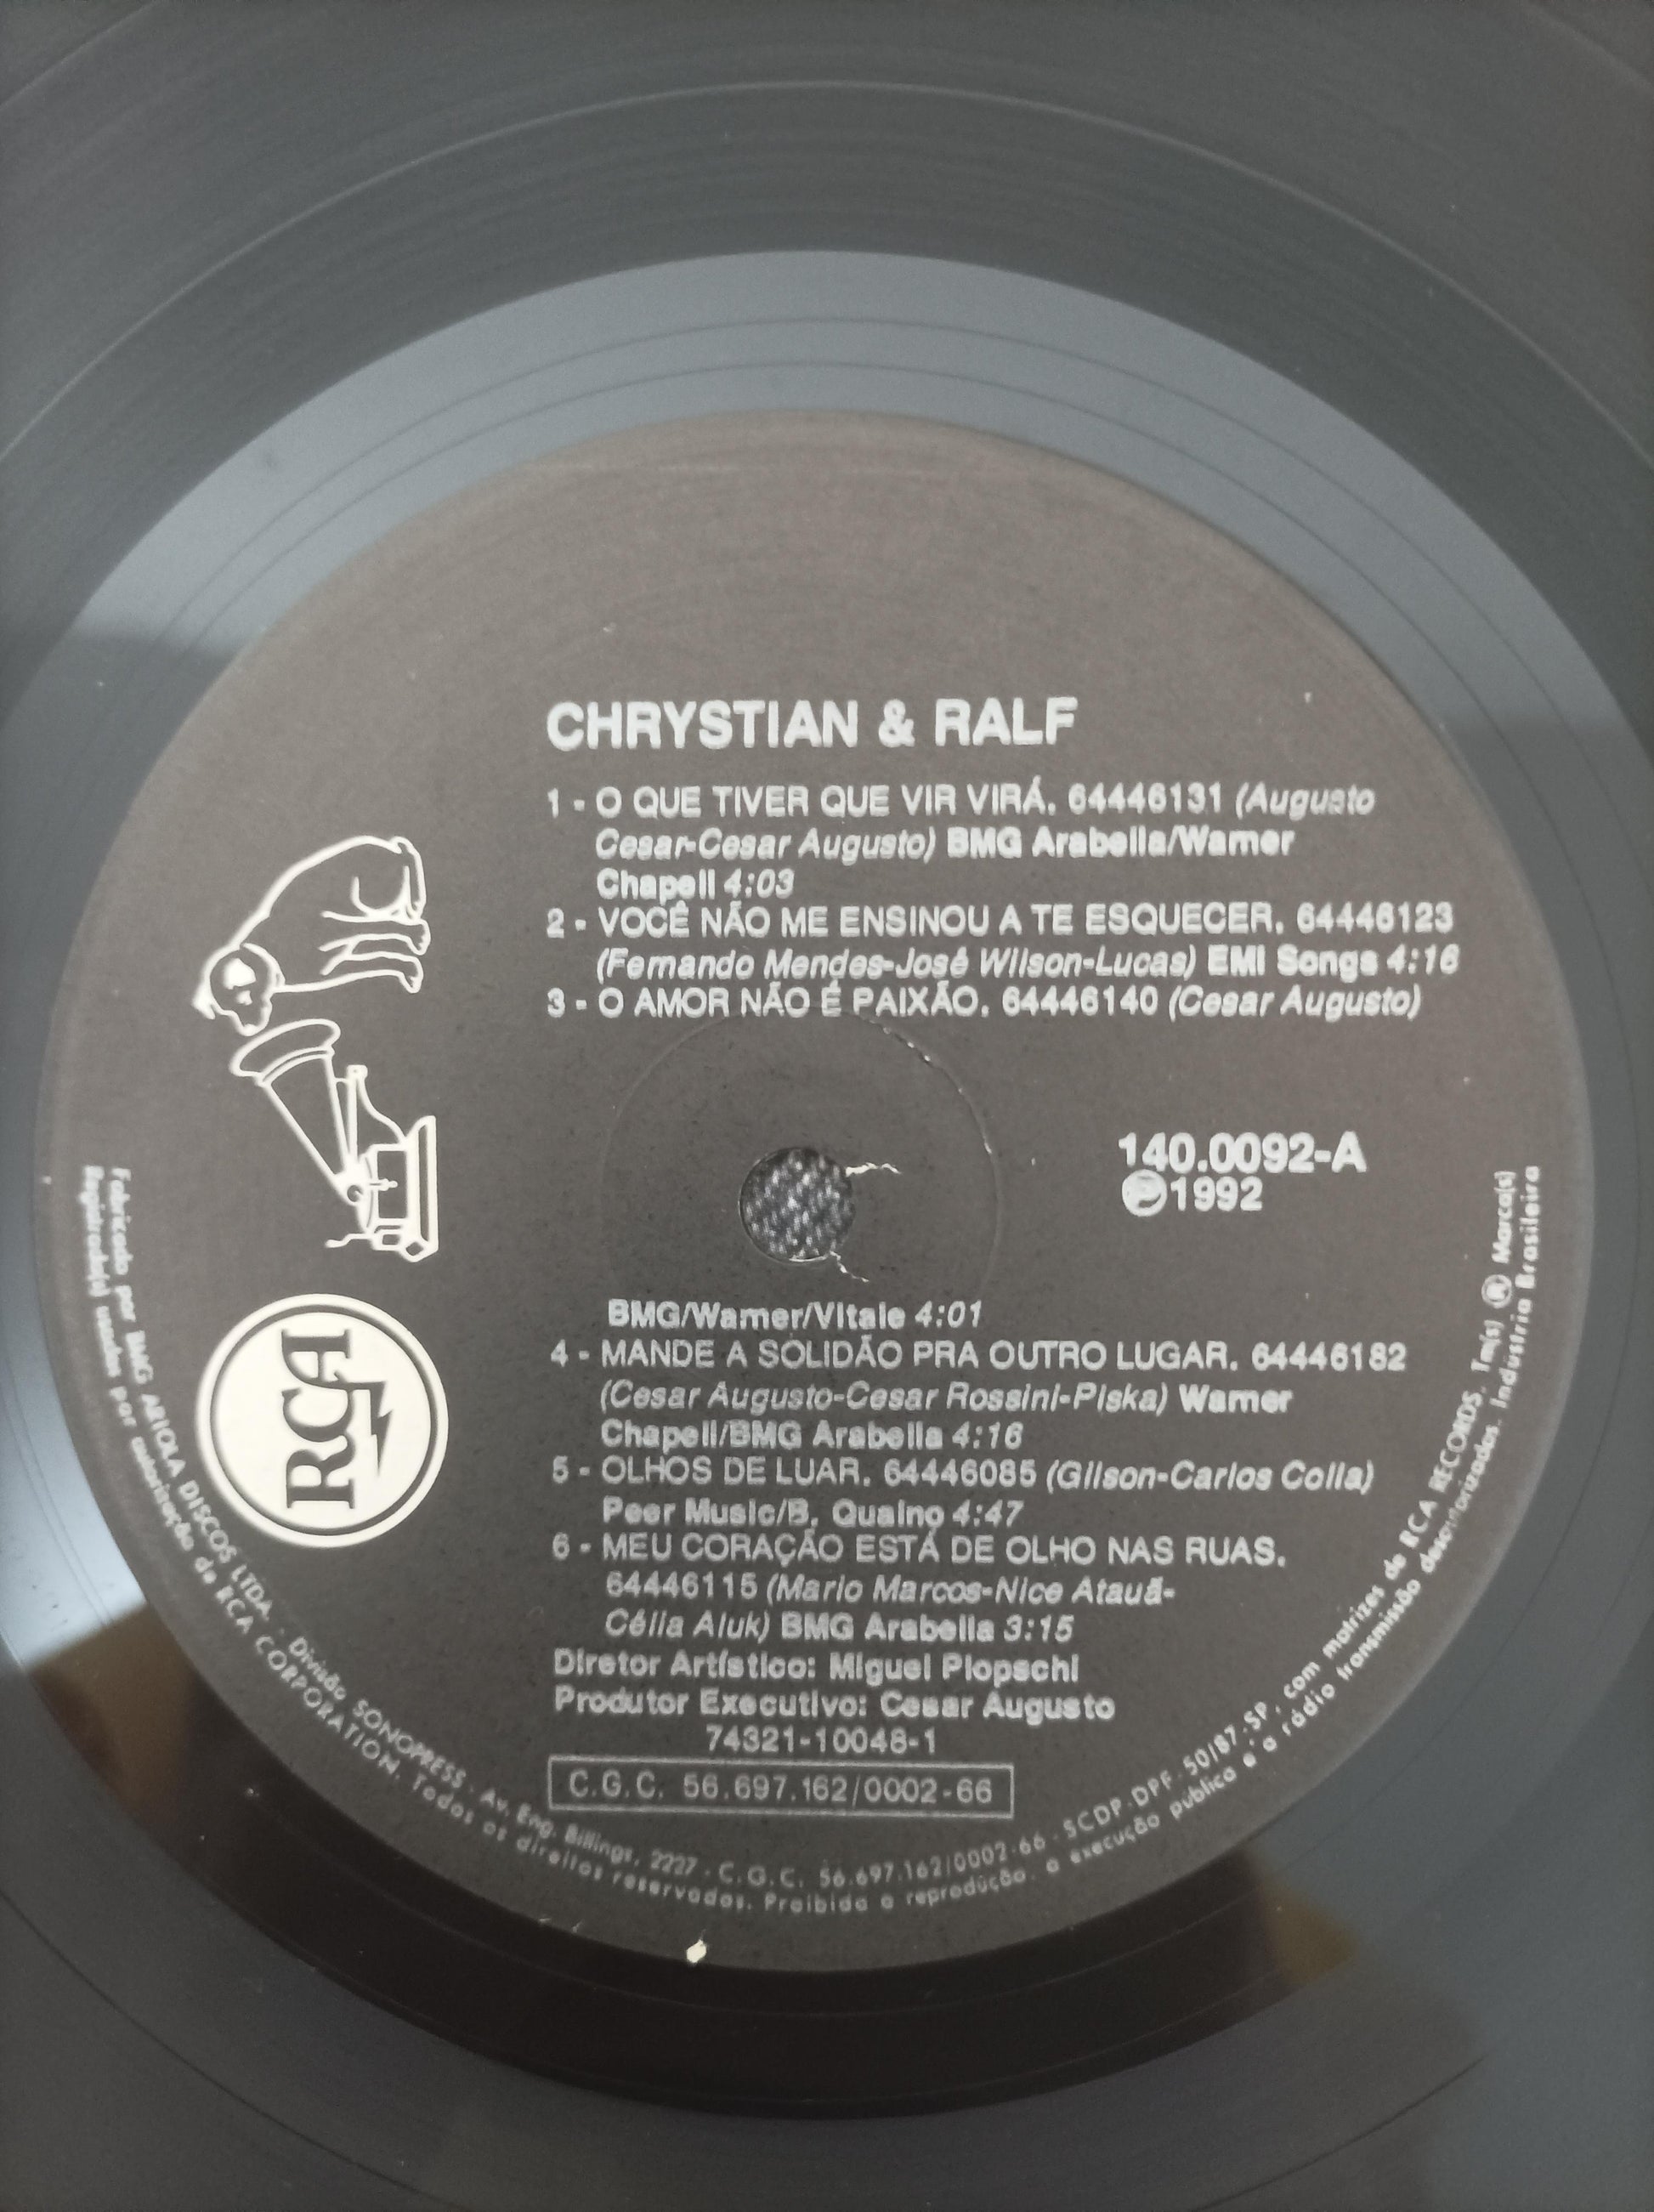 CHRYSTIAN & RALF
1 - O QUE TIVER QUE VIR VIRÁ. 64446131 (Augusto
Cesar-Cesar Augusto) BMG Arabella/Warner
Chapell 4:03
2 - VOCÊ NÃO ME ENSINOU A TE ESQUECER. 64446123
(Fernando Mendes-José Wilson-Lucas) EMI Songs 4:16
3 - O AMOR NÃO É PAIXÃO. 64446140 (Cesar Augusto)
140.0092-A
℗1992
BMG/Warner/Vitale 4:01
4 - MANDE A SOLIDÃO PRA OUTRO LUGAR. 64446182
(Cesar Augusto-Cesar Rossini-Piska) Warner
Chapell/BMG Arabella 4:16
5 - OLHOS DE LUAR. 64446085 (Gilson-Carlos Colla)
Peer Music/B. Quaino 4:47
6 - MEU CORAÇÃO ESTÁ DE OLHO NAS RUAS.
64446115 (Mario Marcos-Nice Atauã-
Célia Aluk) BMG Arabella 3:15
Diretor Artístico: Miguel Plopschi
Produtor Executivo: Cesar Augusto
74321-10048-1
C.G.C. 56.697.162/0002-66
RCA
Fabricado por BMG ARIOLA DISCOS LTDA. - Divisão SONOPRESS - Av. Eng. Billings, 2227 - C.G.C. 56.697.162/0002-66 - SCDP-DPF-50/87-SP, com matrizes de RCA RECORDS. Tm(s) ® Marca(s)
Registrada(s) usadas por autorização de RCA CORPORATION. Todos os direitos reservados. Proibida a reprodução, a execução pública e a rádio transmissão desautorizadas. Indústria Brasileira